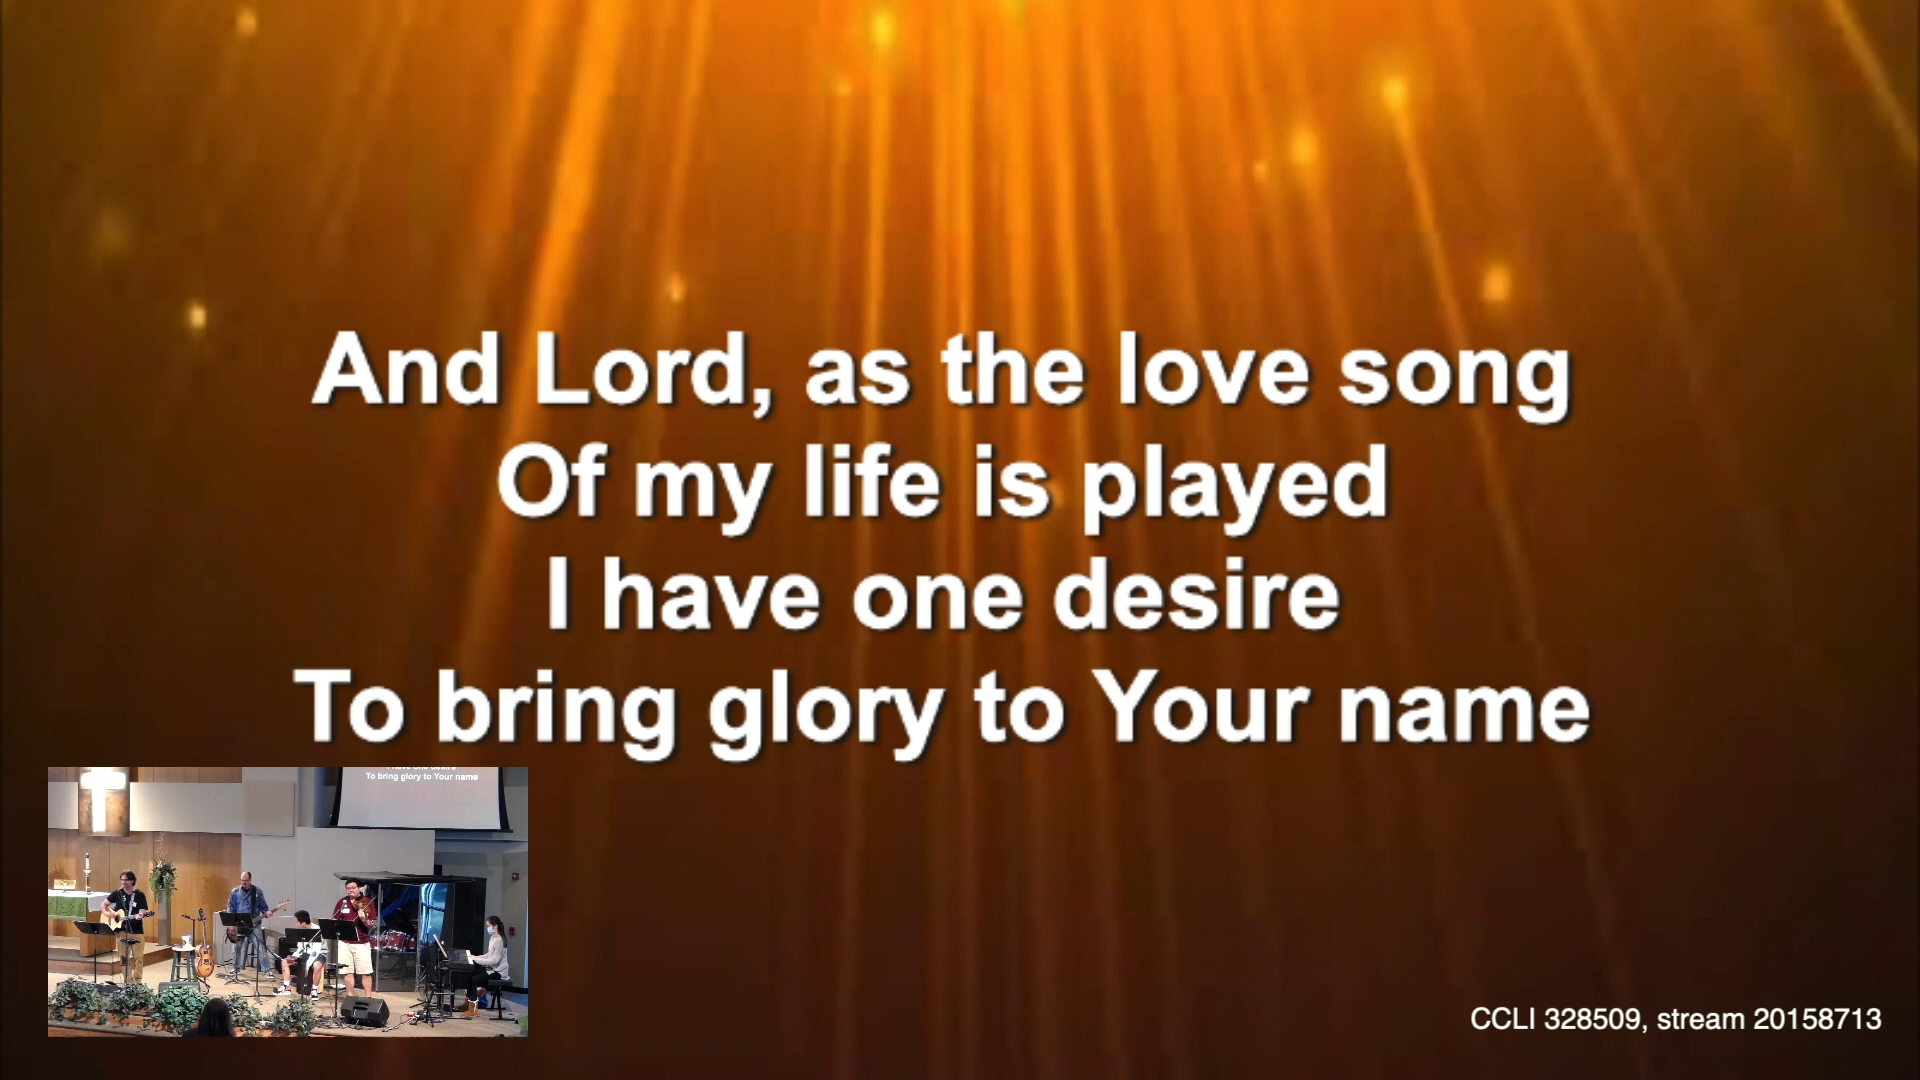 And Lord, as the love song
Of my life is played
I have one desire
To bring glory to Your name
To bring glory to Your name
CCLI 328509, stream 20158713